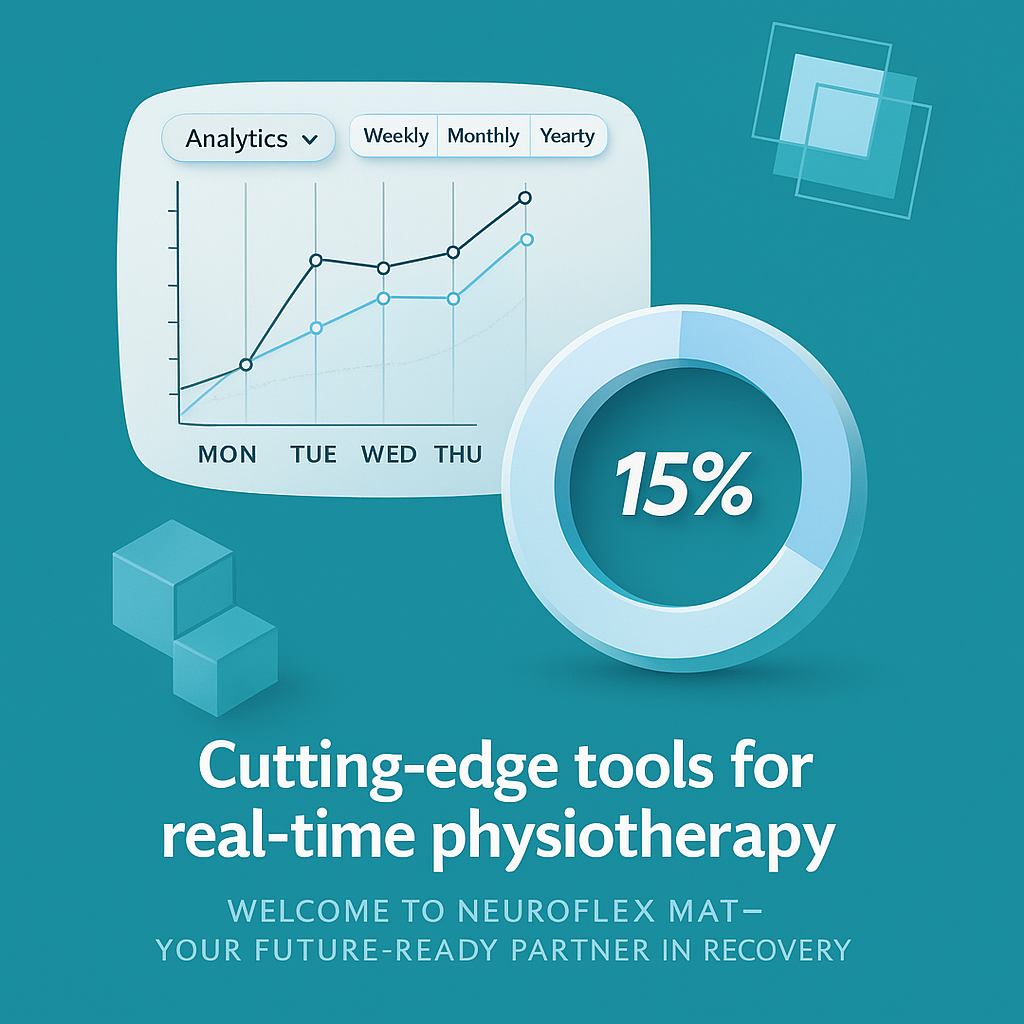 Analytics
Weekly Monthly Yearty
MON TUE WED THU
15%
Cutting-edge tools for
real-time physiotherapy
WELCOME TO NEUROFLEX MAT–
YOUR FUTURE-READY PARTNER IN RECOVERY